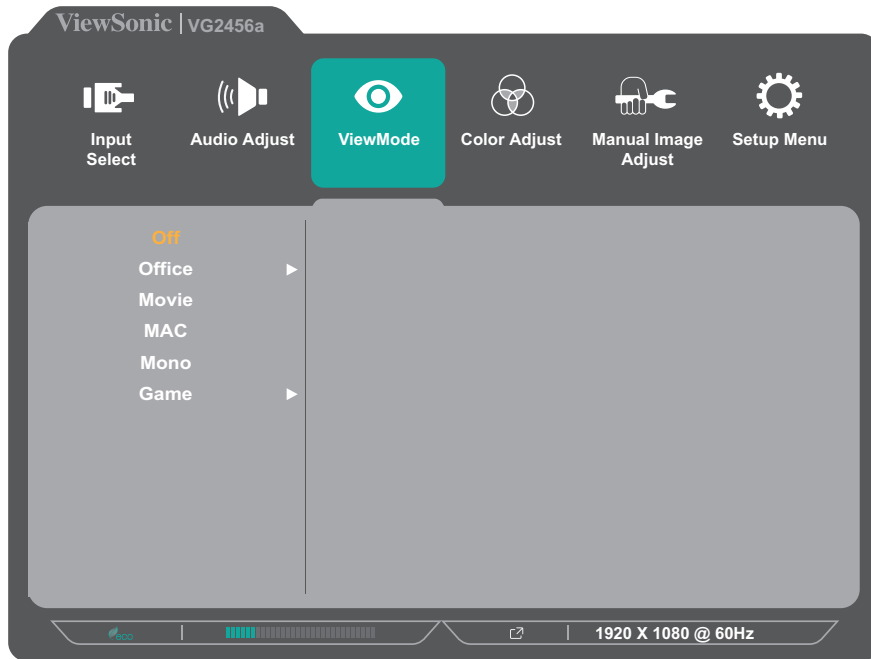 ViewSonic | VG2456a
Input Select
Audio Adjust
ViewMode
Color Adjust
Manual Image Adjust
Setup Menu
Off
Office
Movie
MAC
Mono
Game
eco
1920 X 1080 @ 60Hz